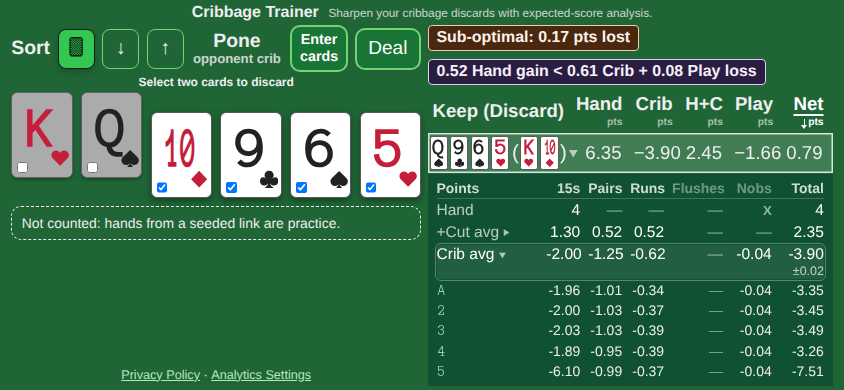 Cribbage Trainer Sharpen your cribbage discards with expected-score analysis.
Sort ↓ ↑ Pone opponent crib Enter cards Deal
Select two cards to discard
K Q 10 9 6 5
Not counted: hands from a seeded link are practice.
Privacy Policy · Analytics Settings
Sub-optimal: 0.17 pts lost
0.52 Hand gain < 0.61 Crib + 0.08 Play loss
Keep (Discard) Hand pts Crib pts H+C pts Play pts Net ↓pts
Q♠ 9♣ 6♠ 5♥ (K♥ 10♦) ▾ 6.35 −3.90 2.45 −1.66 0.79
Points 15s Pairs Runs Flushes Nobs Total
Hand 4 — — — x 4
+Cut avg ▸ 1.30 0.52 0.52 — — 2.35
Crib avg ▾ -2.00 -1.25 -0.62 — -0.04 -3.90
±0.02
A -1.96 -1.01 -0.34 — -0.04 -3.35
2 -2.00 -1.03 -0.37 — -0.04 -3.45
3 -2.03 -1.03 -0.39 — -0.04 -3.49
4 -1.89 -0.95 -0.39 — -0.04 -3.26
5 -6.10 -0.99 -0.37 — -0.04 -7.51